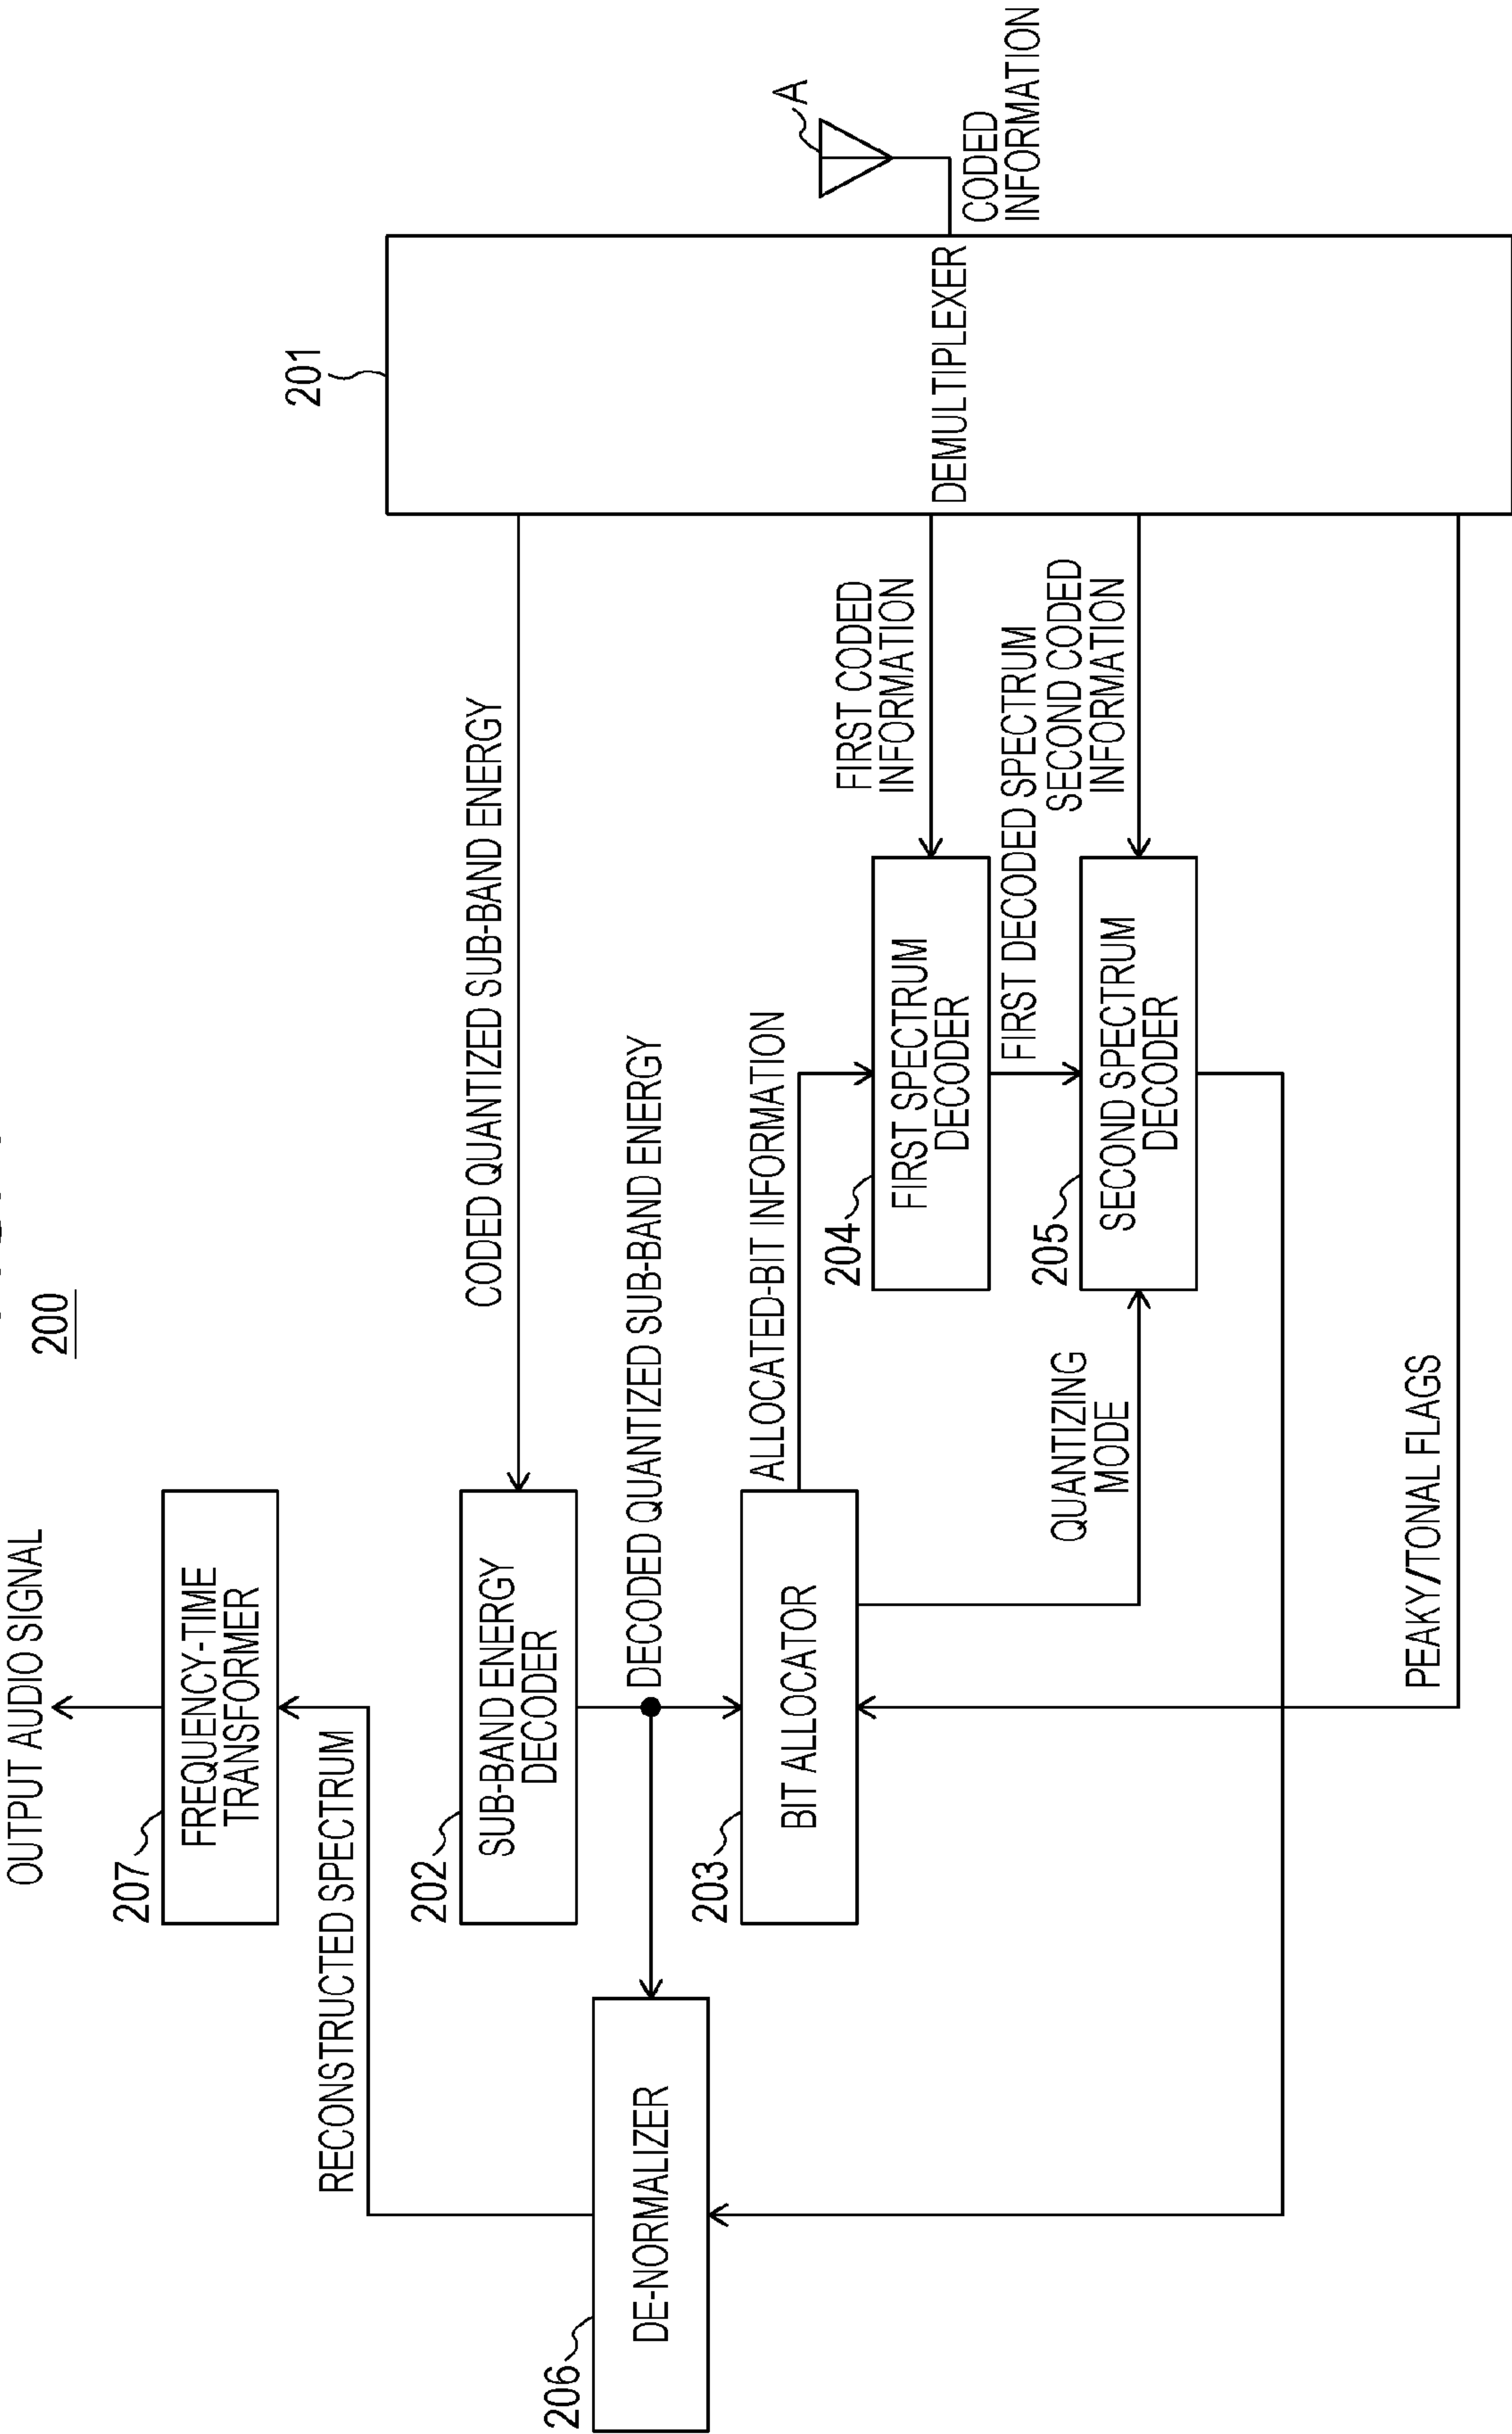 200
OUTPUT AUDIO SIGNAL
207
FREQUENCY-TIME
TRANSFORMER
RECONSTRUCTED SPECTRUM
201
CODED QUANTIZED SUB-BAND ENERGY
202
SUB-BAND ENERGY
DECODER
DECODED QUANTIZED SUB-BAND ENERGY
206
DE-NORMALIZER
203
BIT ALLOCATOR
ALLOCATED-BIT INFORMATION
A
CODED
INFORMATION
DEMULTIPLEXER
FIRST CODED
INFORMATION
204
FIRST SPECTRUM
DECODER
FIRST DECODED SPECTRUM
SECOND CODED
INFORMATION
205
SECOND SPECTRUM
DECODER
QUANTIZING
MODE
PEAKY/TONAL FLAGS